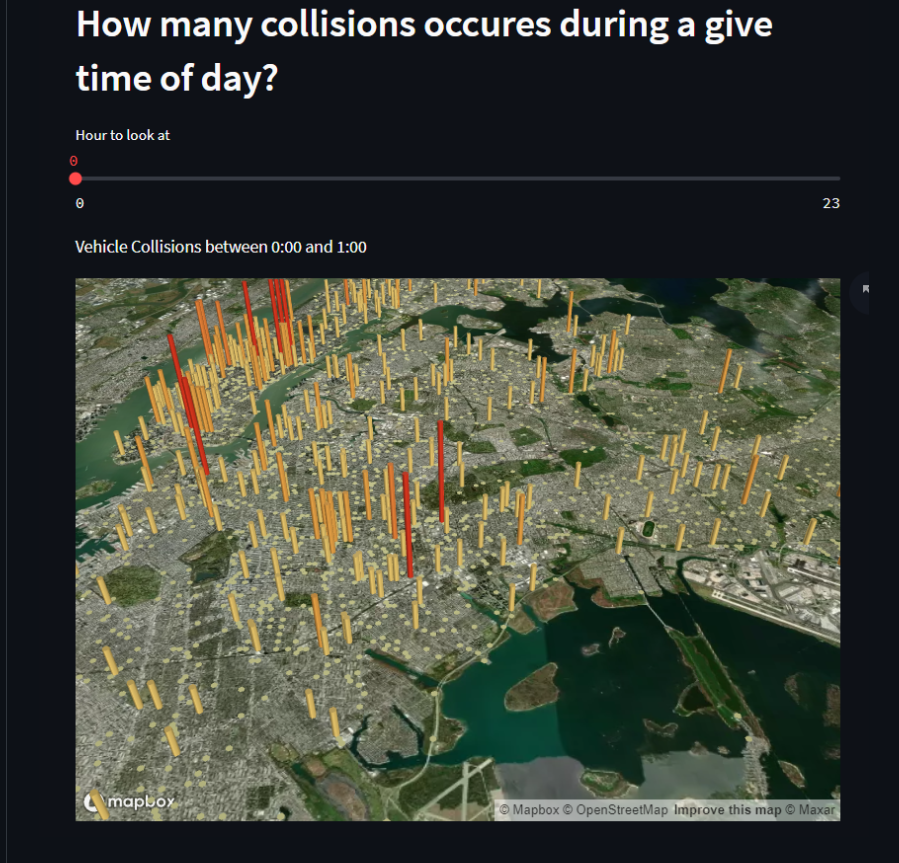 How many collisions occures during a give
time of day?
Hour to look at
0
0 23
Vehicle Collisions between 0:00 and 1:00
mapbox
© Mapbox © OpenStreetMap Improve this map © Maxar